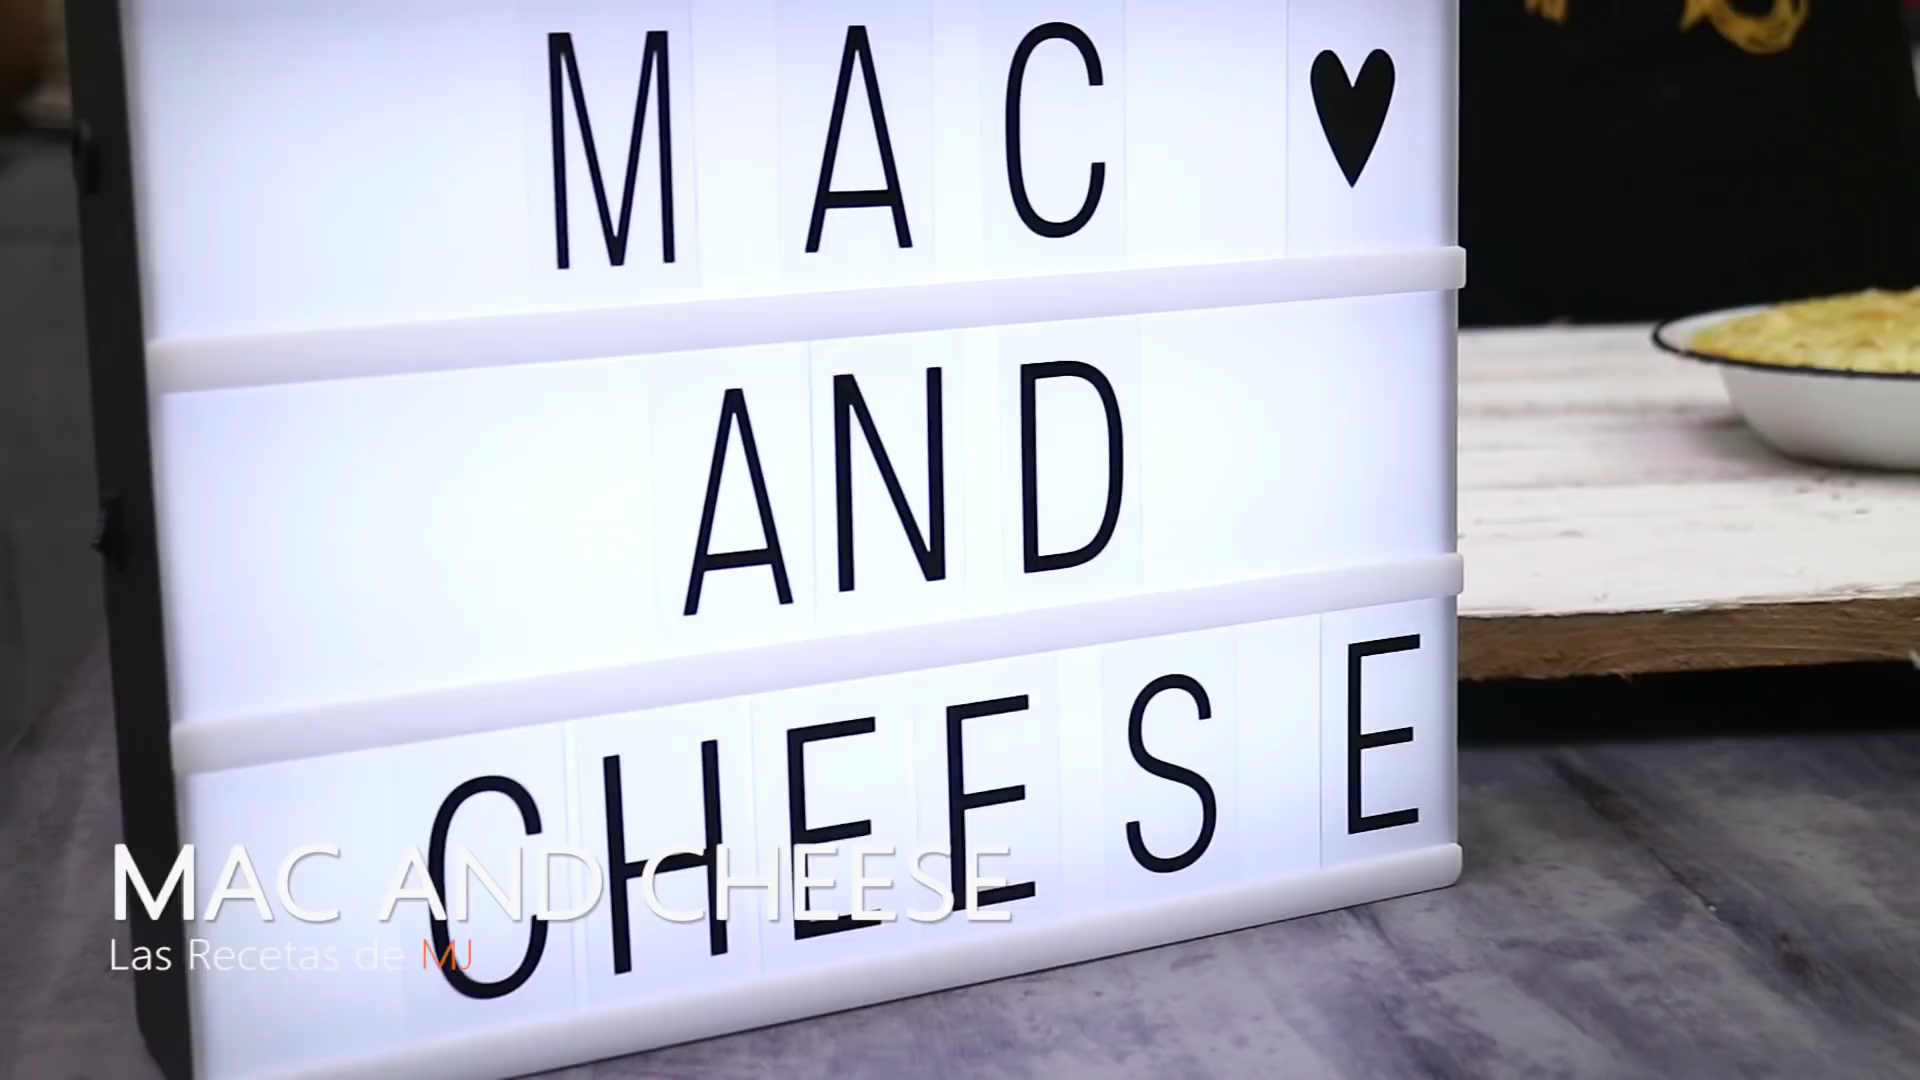 MAC ♥
AND
CHEESE
MAC AND CHEESE
Las Recetas de MJ